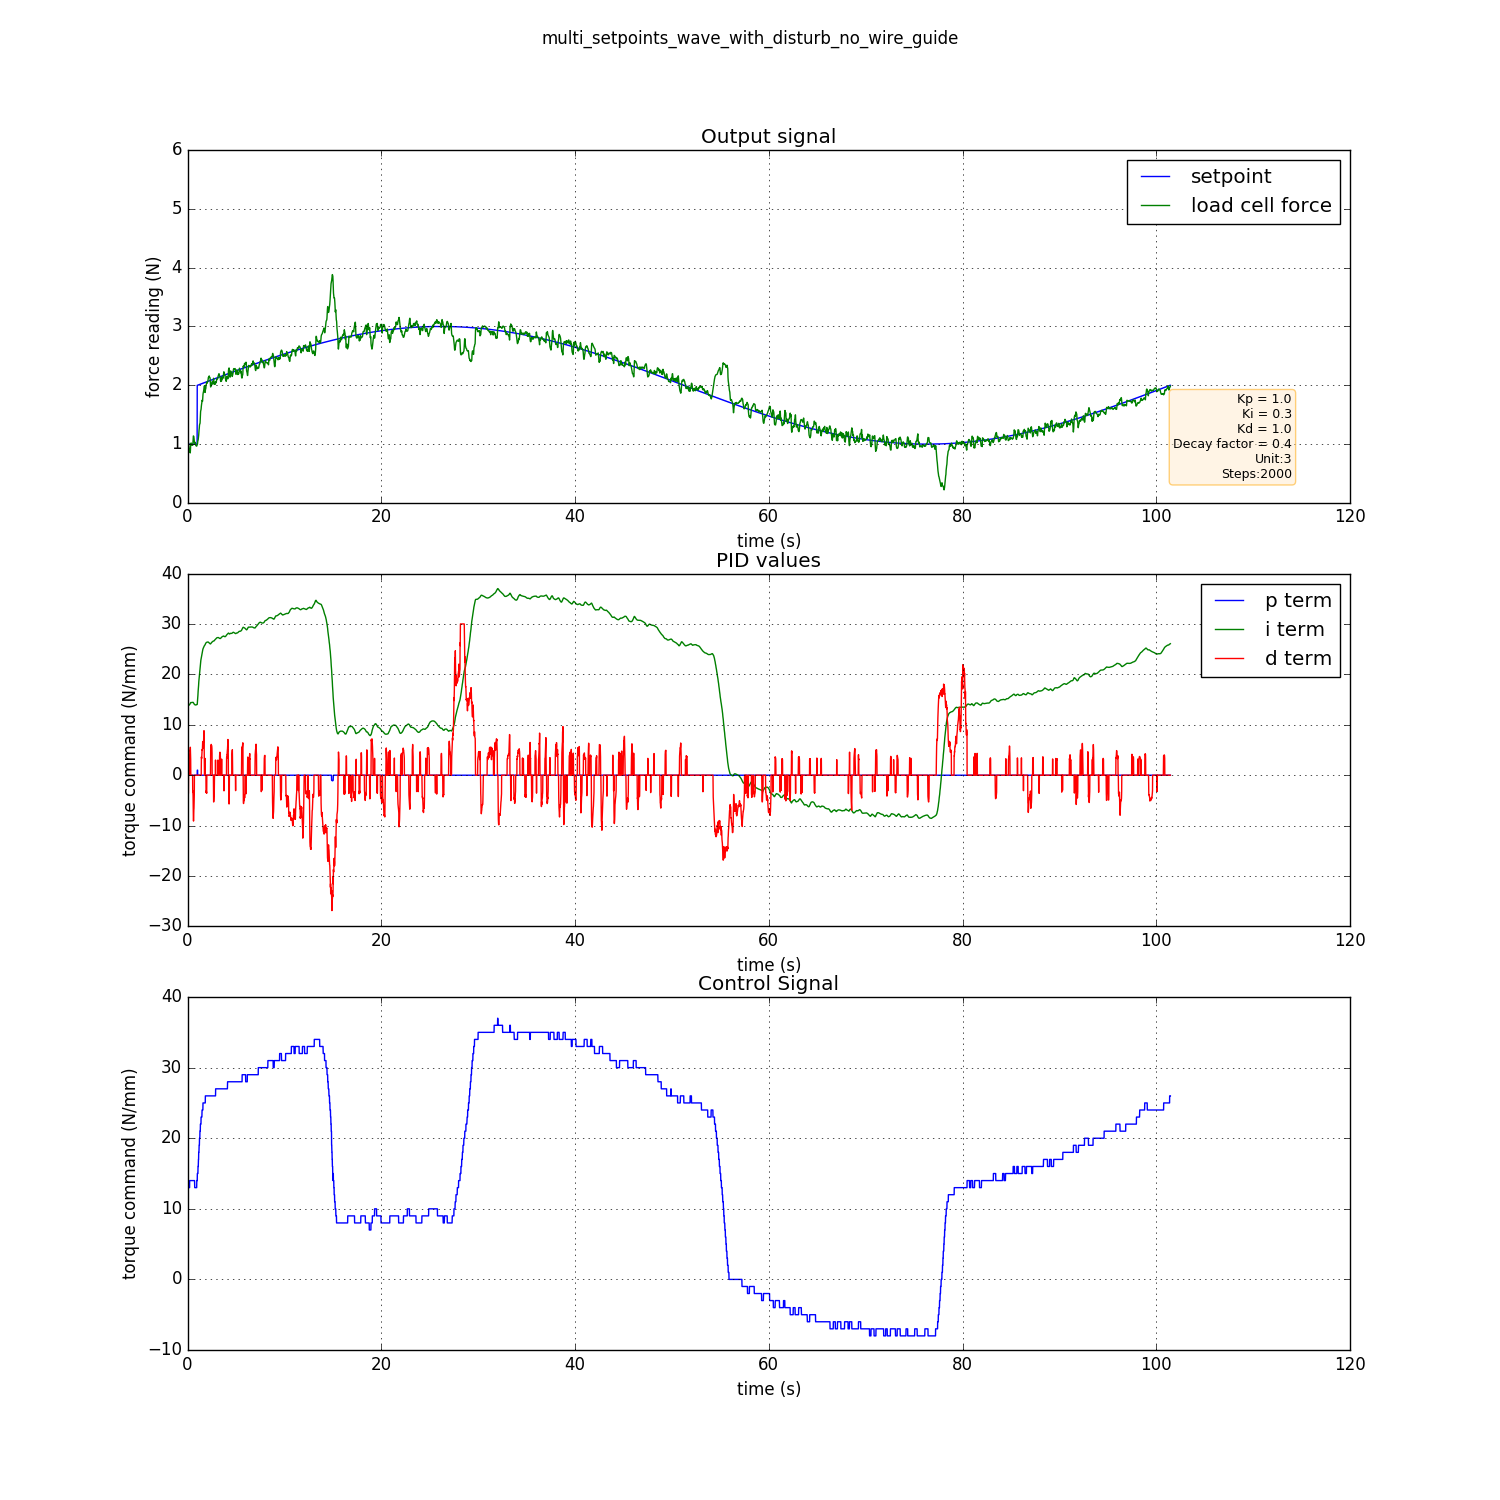 multi_setpoints_wave_with_disturb_no_wire_guide
Output signal
6
5
4
3
2
1
0
force reading (N)
setpoint
load cell force
Kp = 1.0
Ki = 0.3
Kd = 1.0
Decay factor = 0.4
Unit:3
Steps:2000
0 20 40 60 80 100 120
time (s)
PID values
40
30
20
10
0
−10
−20
−30
torque command (N/mm)
p term
i term
d term
0 20 40 60 80 100 120
time (s)
Control Signal
40
30
20
10
0
−10
torque command (N/mm)
0 20 40 60 80 100 120
time (s)